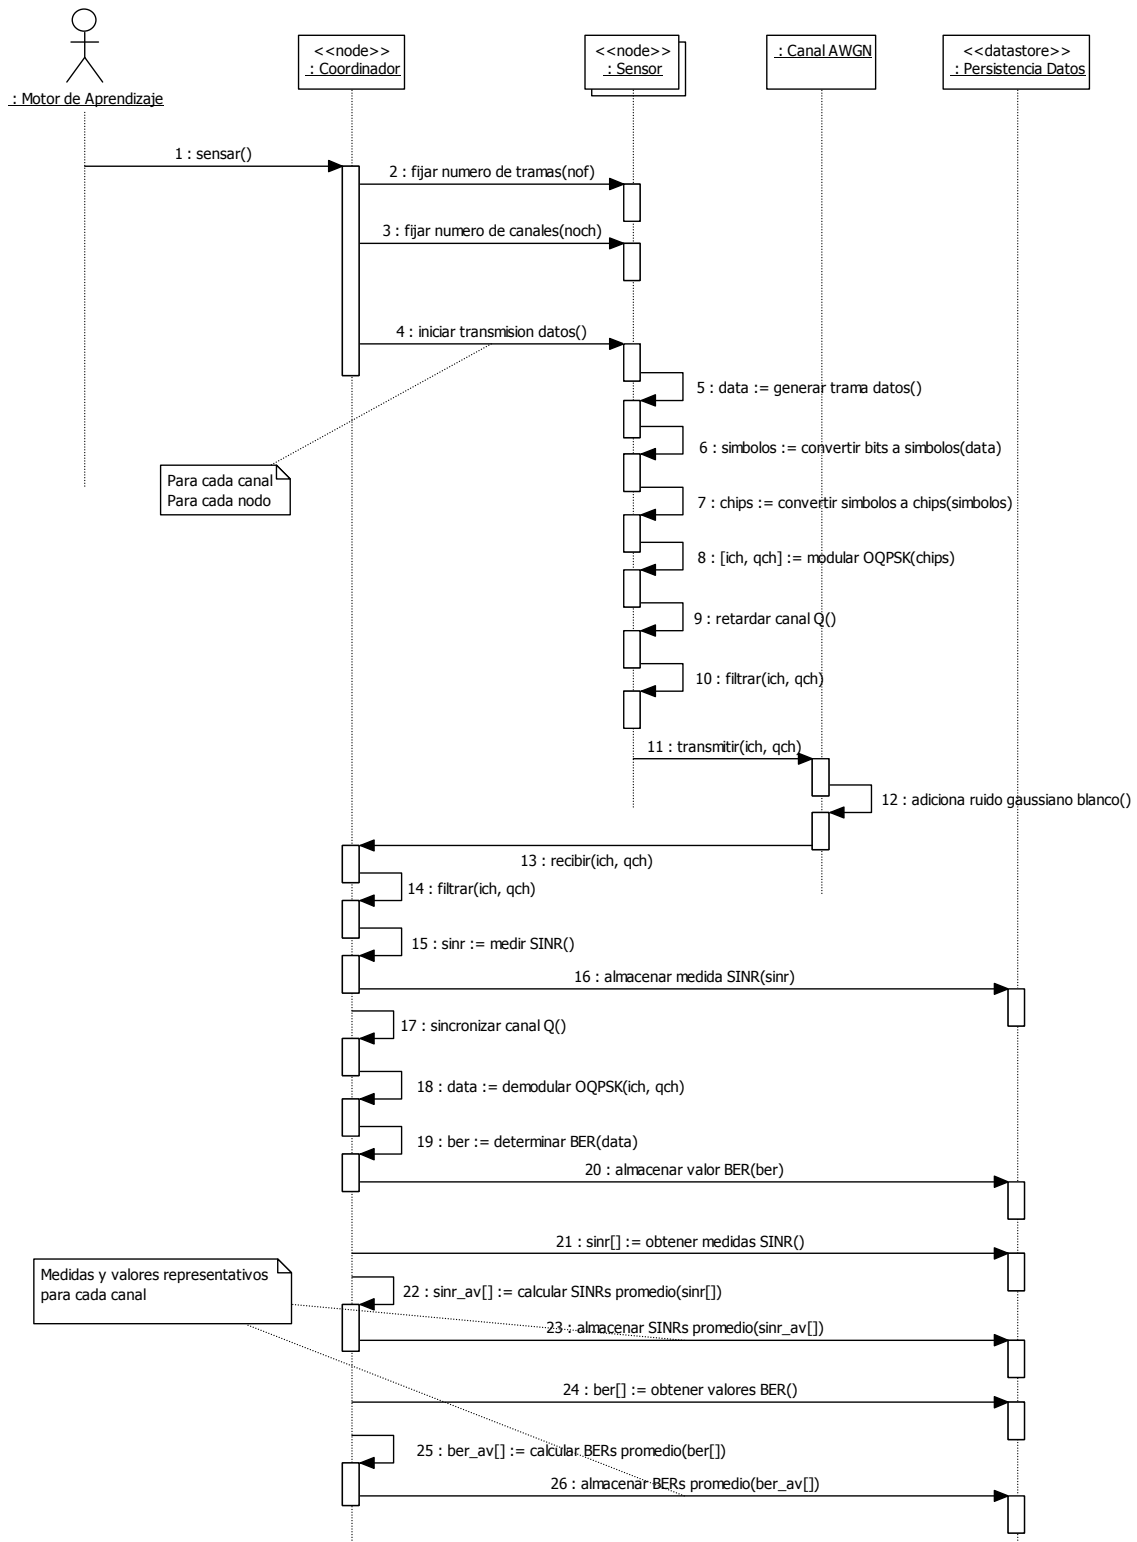 <<node>>
: Coordinador
<<node>>
: Sensor
: Canal AWGN
<<datastore>>
: Persistencia Datos
: Motor de Aprendizaje
1 : sensar()
2 : fijar numero de tramas(nof)
3 : fijar numero de canales(noch)
4 : iniciar transmision datos()
5 : data := generar trama datos()
6 : simbolos := convertir bits a simbolos(data)
Para cada canal
Para cada nodo
7 : chips := convertir simbolos a chips(simbolos)
8 : [ich, qch] := modular OQPSK(chips)
9 : retardar canal Q()
10 : filtrar(ich, qch)
11 : transmitir(ich, qch)
12 : adiciona ruido gaussiano blanco()
13 : recibir(ich, qch)
14 : filtrar(ich, qch)
15 : sinr := medir SINR()
16 : almacenar medida SINR(sinr)
17 : sincronizar canal Q()
18 : data := demodular OQPSK(ich, qch)
19 : ber := determinar BER(data)
20 : almacenar valor BER(ber)
21 : sinr[] := obtener medidas SINR()
Medidas y valores representativos
para cada canal
22 : sinr_av[] := calcular SINRs promedio(sinr[])
23 : almacenar SINRs promedio(sinr_av[])
24 : ber[] := obtener valores BER()
25 : ber_av[] := calcular BERs promedio(ber[])
26 : almacenar BERs promedio(ber_av[])